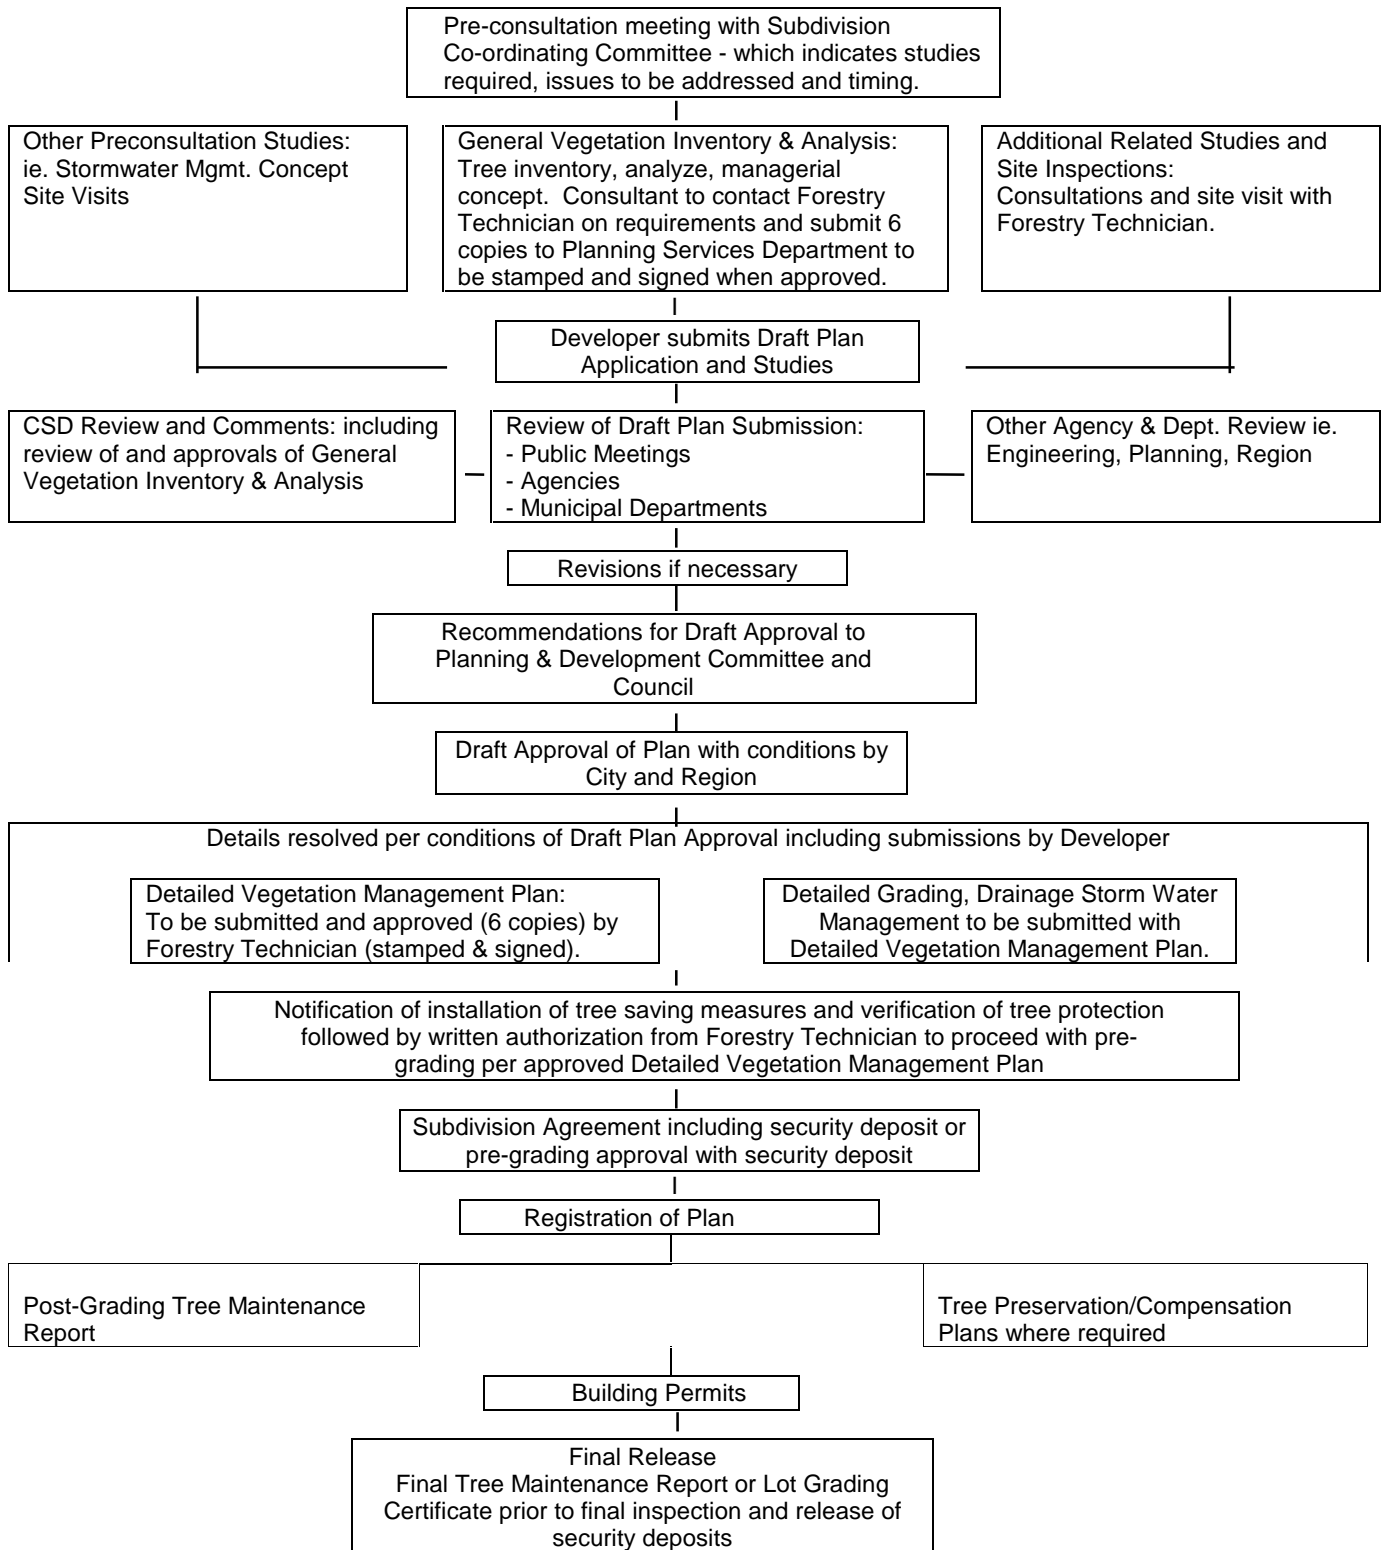 Pre-consultation meeting with Subdivision
Co-ordinating Committee - which indicates studies
required, issues to be addressed and timing.
Other Preconsultation Studies:
ie. Stormwater Mgmt. Concept
Site Visits
General Vegetation Inventory & Analysis:
Tree inventory, analyze, managerial
concept. Consultant to contact Forestry
Technician on requirements and submit 6
copies to Planning Services Department to
be stamped and signed when approved.
Additional Related Studies and
Site Inspections:
Consultations and site visit with
Forestry Technician.
Developer submits Draft Plan
Application and Studies
CSD Review and Comments: including
review of and approvals of General
Vegetation Inventory & Analysis
Review of Draft Plan Submission:
- Public Meetings
- Agencies
- Municipal Departments
Other Agency & Dept. Review ie.
Engineering, Planning, Region
Revisions if necessary
Recommendations for Draft Approval to
Planning & Development Committee and
Council
Draft Approval of Plan with conditions by
City and Region
Details resolved per conditions of Draft Plan Approval including submissions by Developer
Detailed Vegetation Management Plan:
To be submitted and approved (6 copies) by
Forestry Technician (stamped & signed).
Detailed Grading, Drainage Storm Water
Management to be submitted with
Detailed Vegetation Management Plan.
Notification of installation of tree saving measures and verification of tree protection
followed by written authorization from Forestry Technician to proceed with pre-
grading per approved Detailed Vegetation Management Plan
Subdivision Agreement including security deposit or
pre-grading approval with security deposit
Registration of Plan
Post-Grading Tree Maintenance
Report
Tree Preservation/Compensation
Plans where required
Building Permits
Final Release
Final Tree Maintenance Report or Lot Grading
Certificate prior to final inspection and release of
security deposits